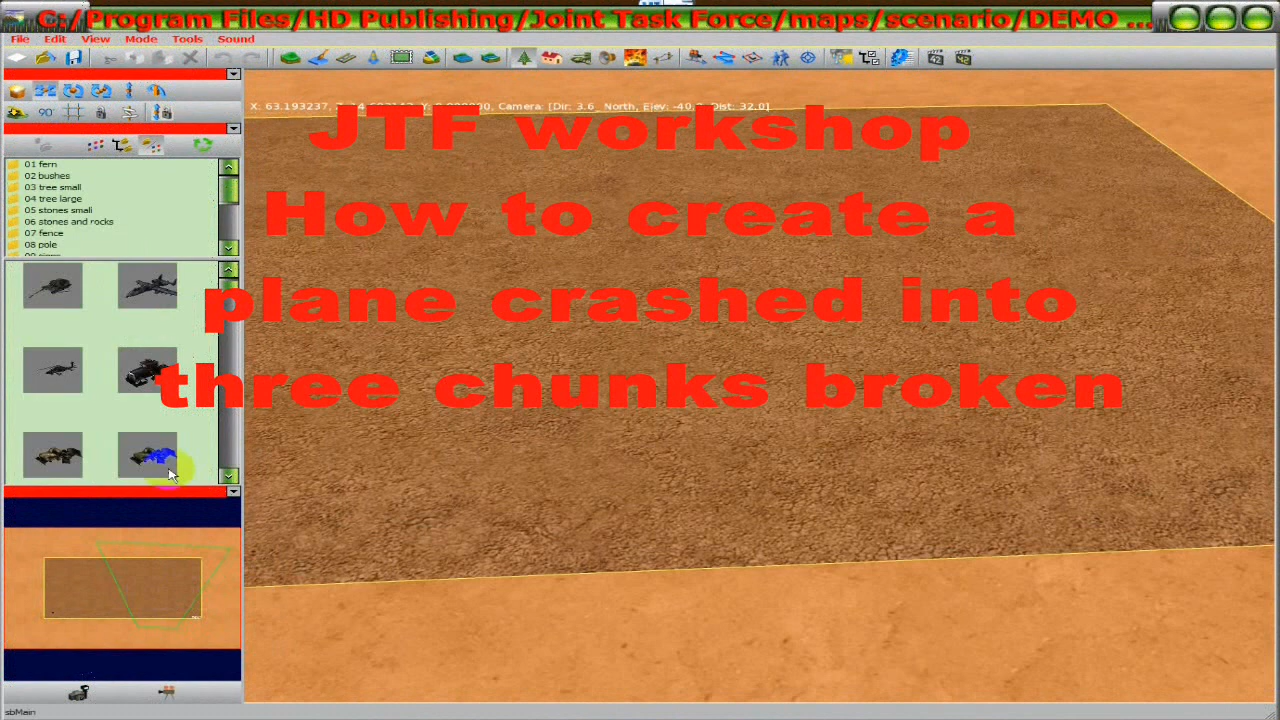 C:/Program Files/HD Publishing/Joint Task Force/maps/scenario/DEMO ...
File Edit View Mode Tools Sound
Camera: [Dir: 3.6_ North, Elev: -40.
Dist: 32.0]
JTF workshop
How to create a
plane crashed into
three chunks broken
90°
01 fern
02 bushes
03 tree small
04 tree large
05 stones small
06 stones and rocks
07 fence
08 pole
sbMain